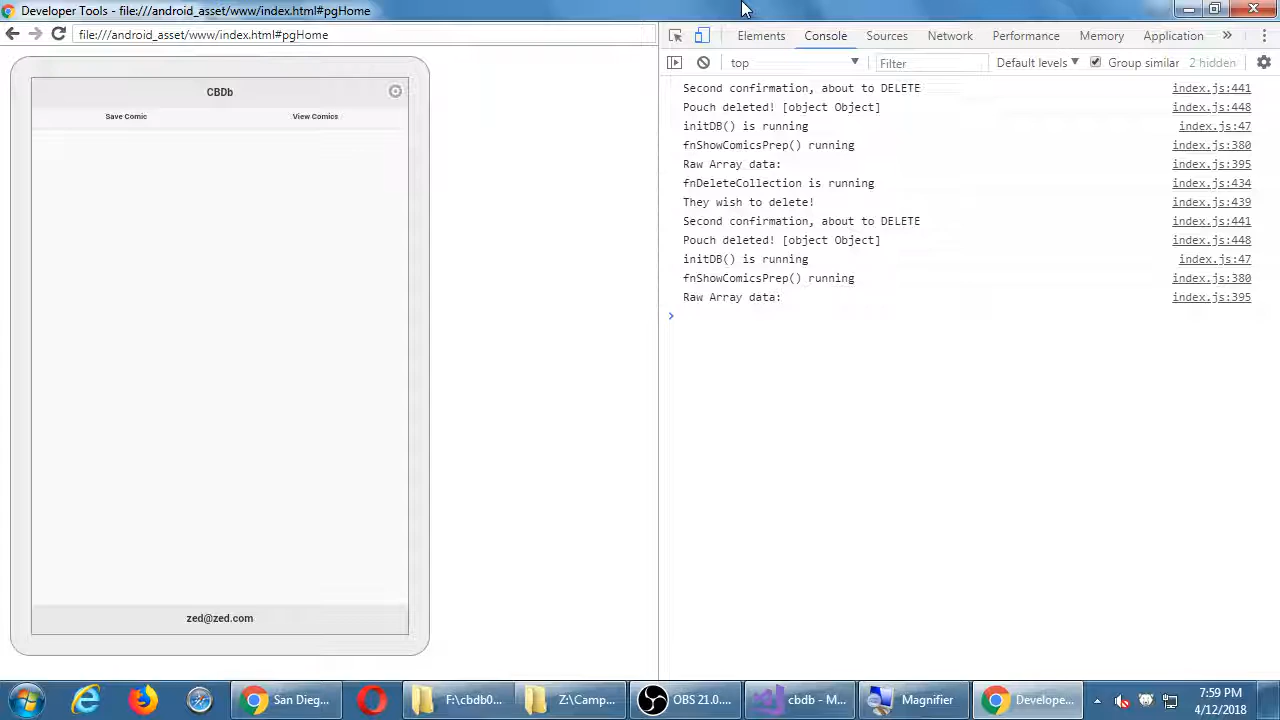 Developer Tools - file:///android_asset/www/index.html#pgHome
file:///android_asset/www/index.html#pgHome
Elements Console Sources Network Performance Memory Application »
top Filter Default levels Group similar 2 hidden
CBDb
Save Comic View Comics
zed@zed.com
Second confirmation, about to DELETE index.js:441
Pouch deleted! [object Object] index.js:448
initDB() is running index.js:47
fnShowComicsPrep() running index.js:380
Raw Array data: index.js:395
fnDeleteCollection is running index.js:434
They wish to delete! index.js:439
Second confirmation, about to DELETE index.js:441
Pouch deleted! [object Object] index.js:448
initDB() is running index.js:47
fnShowComicsPrep() running index.js:380
Raw Array data: index.js:395
San Dieg... F:\cbdb0... Z:\Camp... OBS 21.0.... cbdb - M... Magnifier Develope... 7:59 PM
4/12/2018